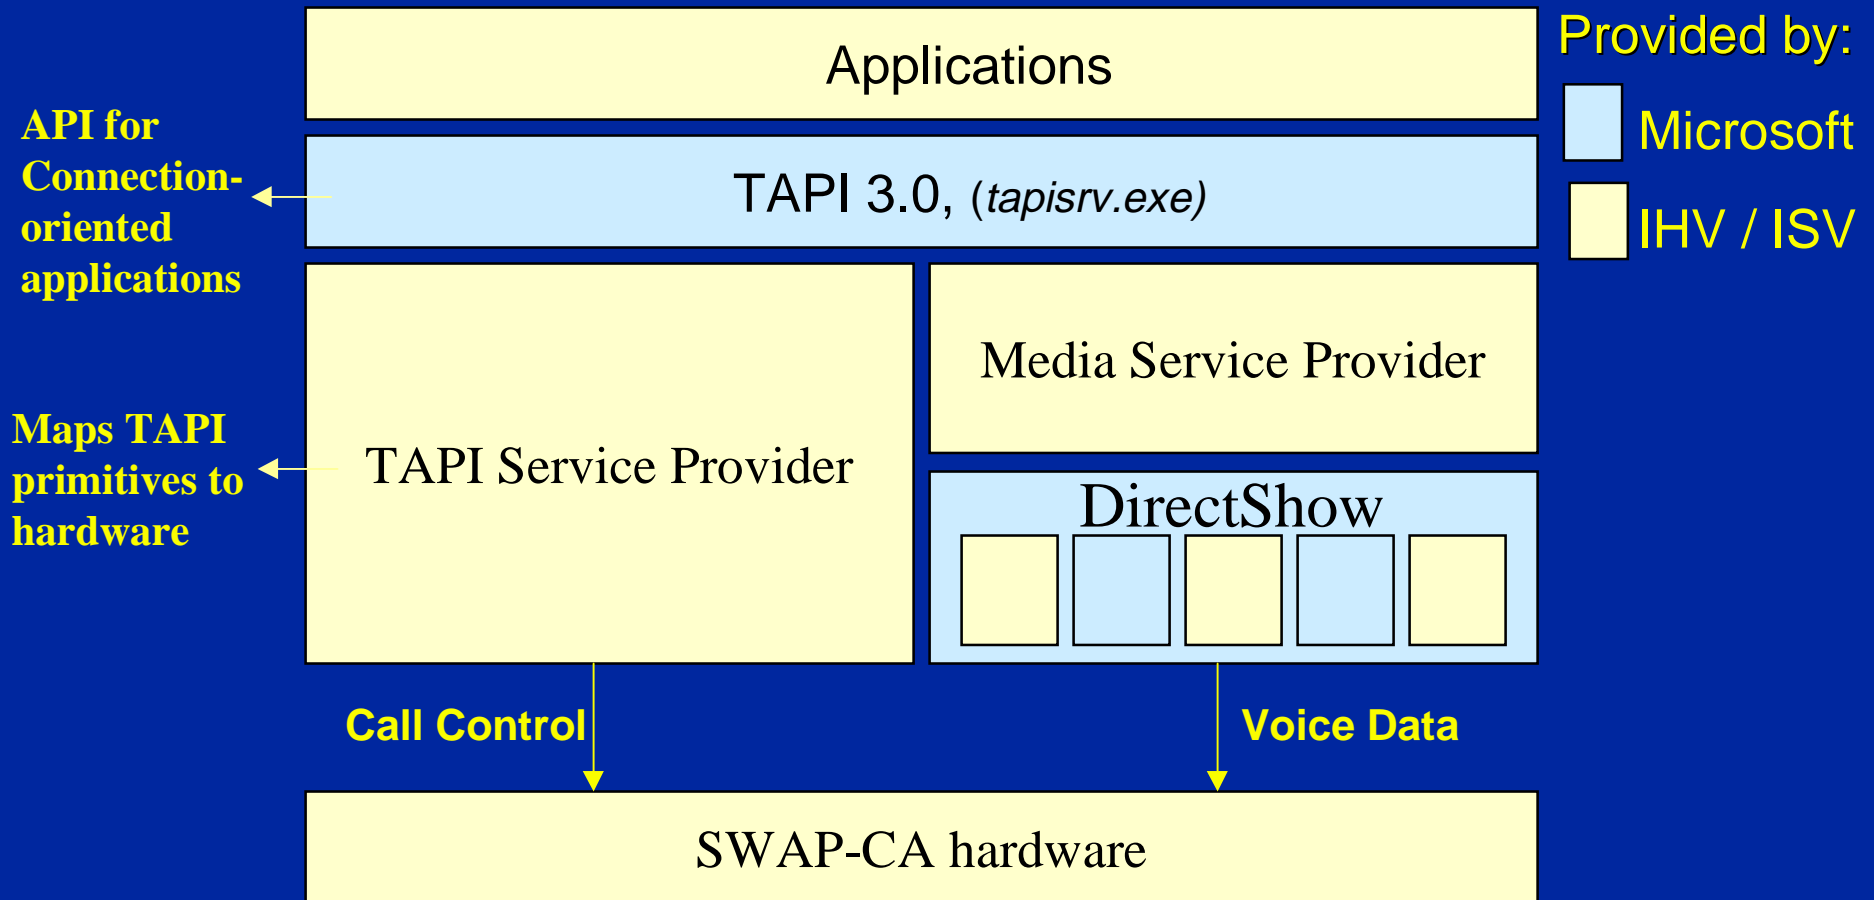 Applications
Provided by:
Microsoft
IHV / ISV
API for
Connection-
oriented
applications
TAPI 3.0, (tapisrv.exe)
Maps TAPI
primitives to
hardware
TAPI Service Provider
Media Service Provider
DirectShow
Call Control
Voice Data
SWAP-CA hardware